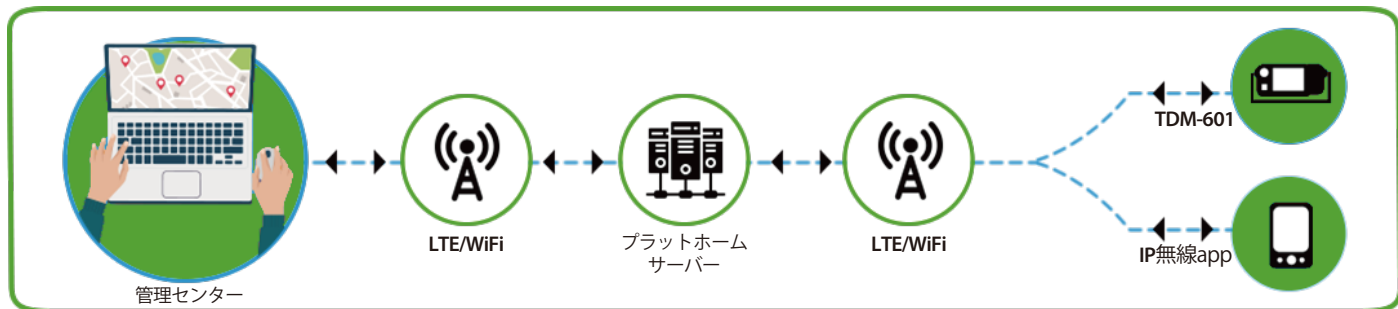 管理センター
LTE/WiFi
プラットホーム
サーバー
LTE/WiFi
TDM-601
IP無線app